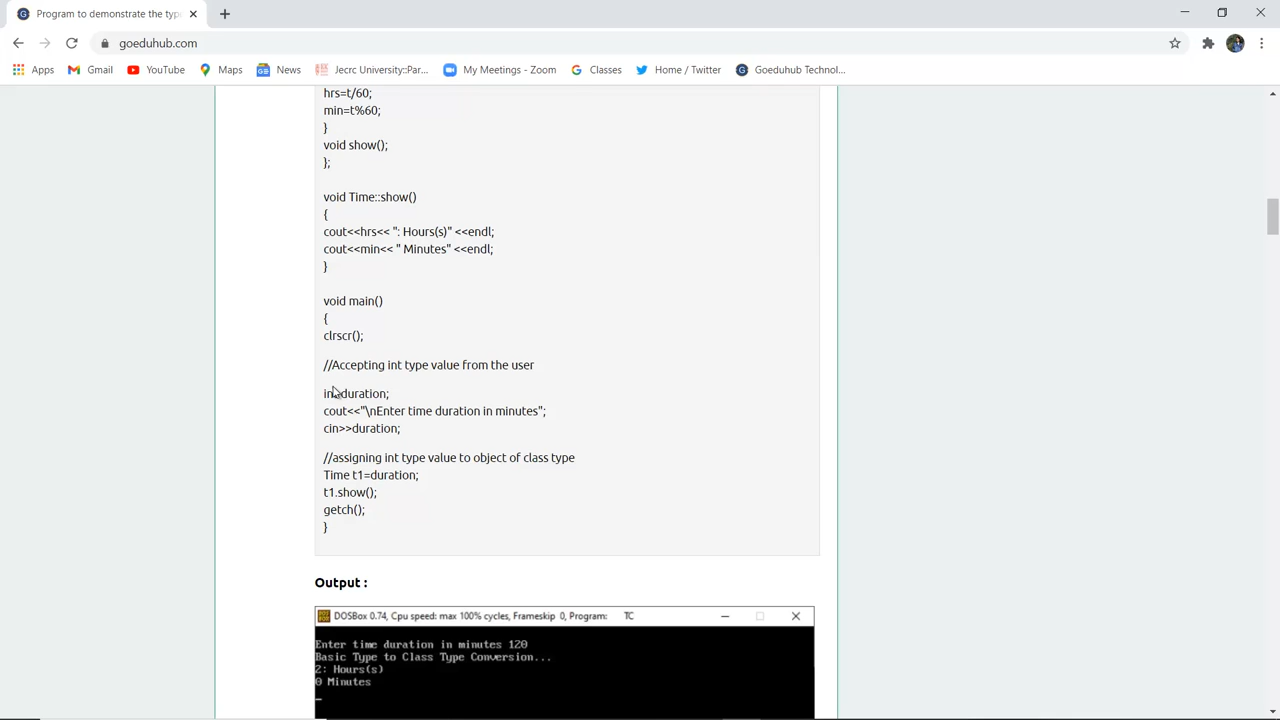 Program to demonstrate the typ
goeduhub.com
Apps
Gmail
YouTube
Maps
News
Jecrc University::Par...
My Meetings - Zoom
Classes
Home / Twitter
Goeduhub Technol...
hrs=t/60;
min=t%60;
}
void show();
};
void Time::show()
{
cout<<hrs<< ": Hours(s)" <<endl;
cout<<min<< " Minutes" <<endl;
}
void main()
{
clrscr();
//Accepting int type value from the user
int duration;
cout<<"\nEnter time duration in minutes";
cin>>duration;
//assigning int type value to object of class type
Time t1=duration;
t1.show();
getch();
}
Output :
DOSBox 0.74, Cpu speed: max 100% cycles, Frameskip 0, Program: TC
Enter time duration in minutes 120
Basic Type to Class Type Conversion...
2: Hours(s)
0 Minutes